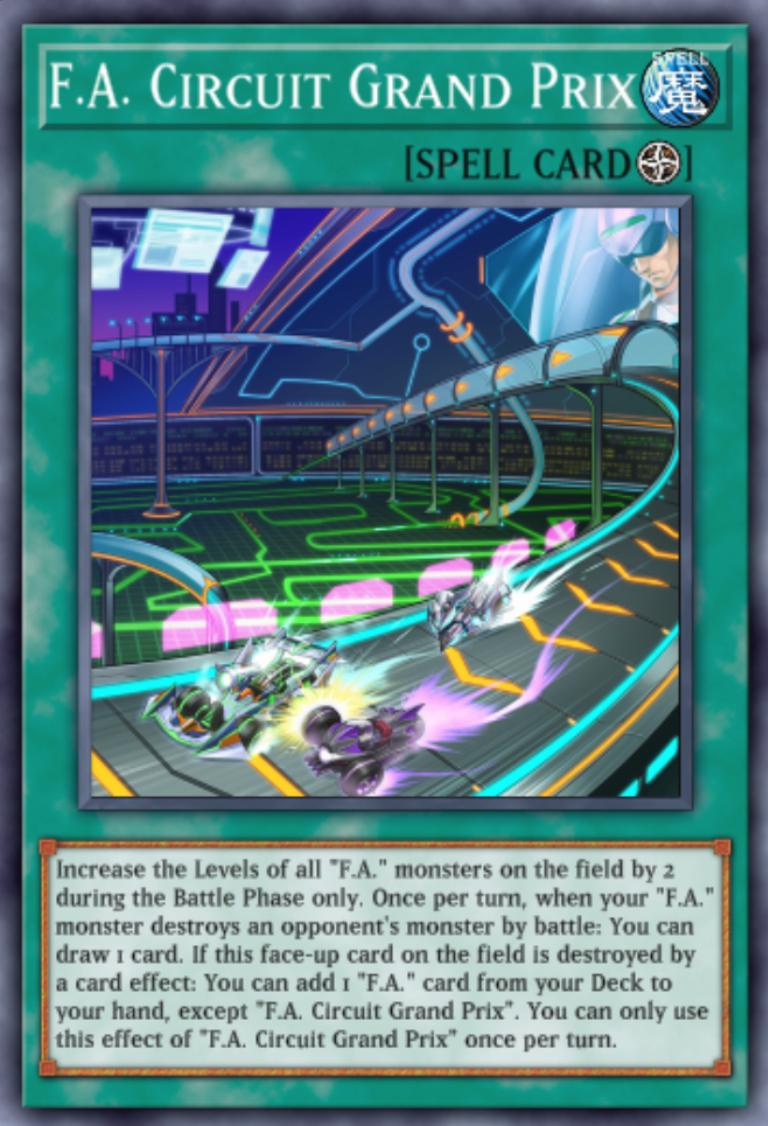 F.A. CIRCUIT GRAND PRIX
SPELL
魔
[SPELL CARD]
Increase the Levels of all "F.A." monsters on the field by 2
during the Battle Phase only. Once per turn, when your "F.A."
monster destroys an opponent's monster by battle: You can
draw 1 card. If this face-up card on the field is destroyed by
a card effect: You can add 1 "F.A." card from your Deck to
your hand, except "F.A. Circuit Grand Prix". You can only use
this effect of "F.A. Circuit Grand Prix" once per turn.